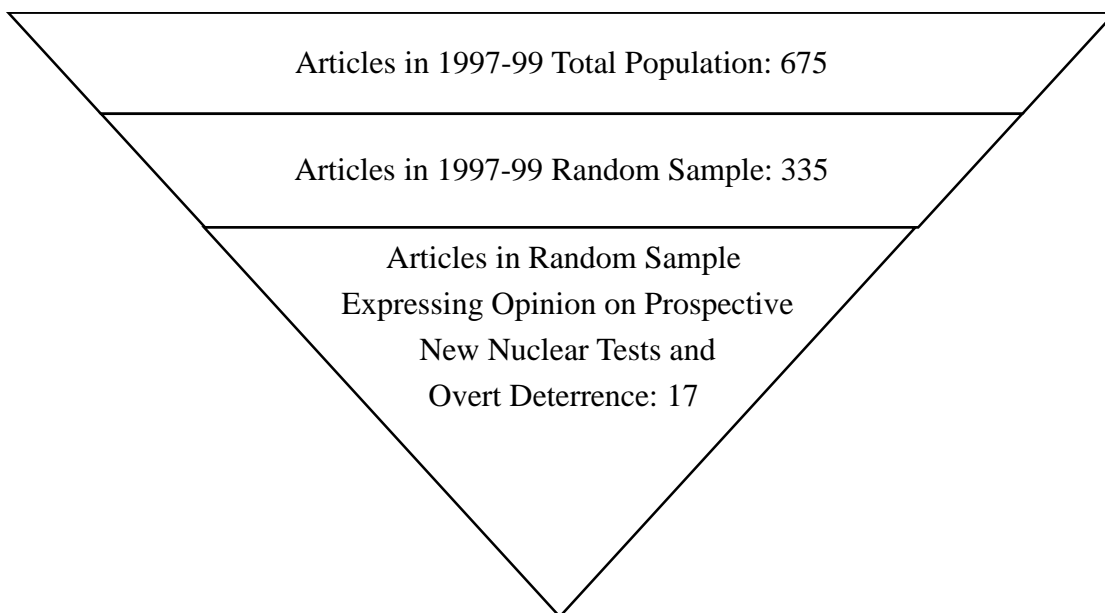 Articles in 1997-99 Total Population: 675
Articles in 1997-99 Random Sample: 335
Articles in Random Sample
Expressing Opinion on Prospective
New Nuclear Tests and
Overt Deterrence: 17